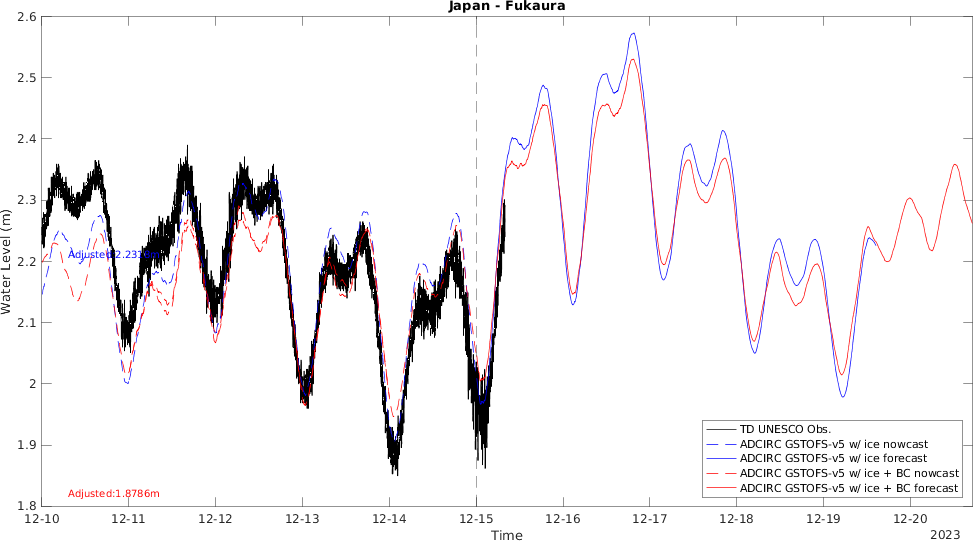 Japan - Fukaura
2.6
2.5
2.4
2.3
2.2
2.1
2
1.9
1.8
Water Level (m)
Adjusted:2.231
Adjusted:1.8786m
TD UNESCO Obs.
ADCIRC GSTOFS-v5 w/ ice nowcast
ADCIRC GSTOFS-v5 w/ ice forecast
ADCIRC GSTOFS-v5 w/ ice + BC nowcast
ADCIRC GSTOFS-v5 w/ ice + BC forecast
12-10 12-11 12-12 12-13 12-14 12-15 12-16 12-17 12-18 12-19 12-20
Time
2023